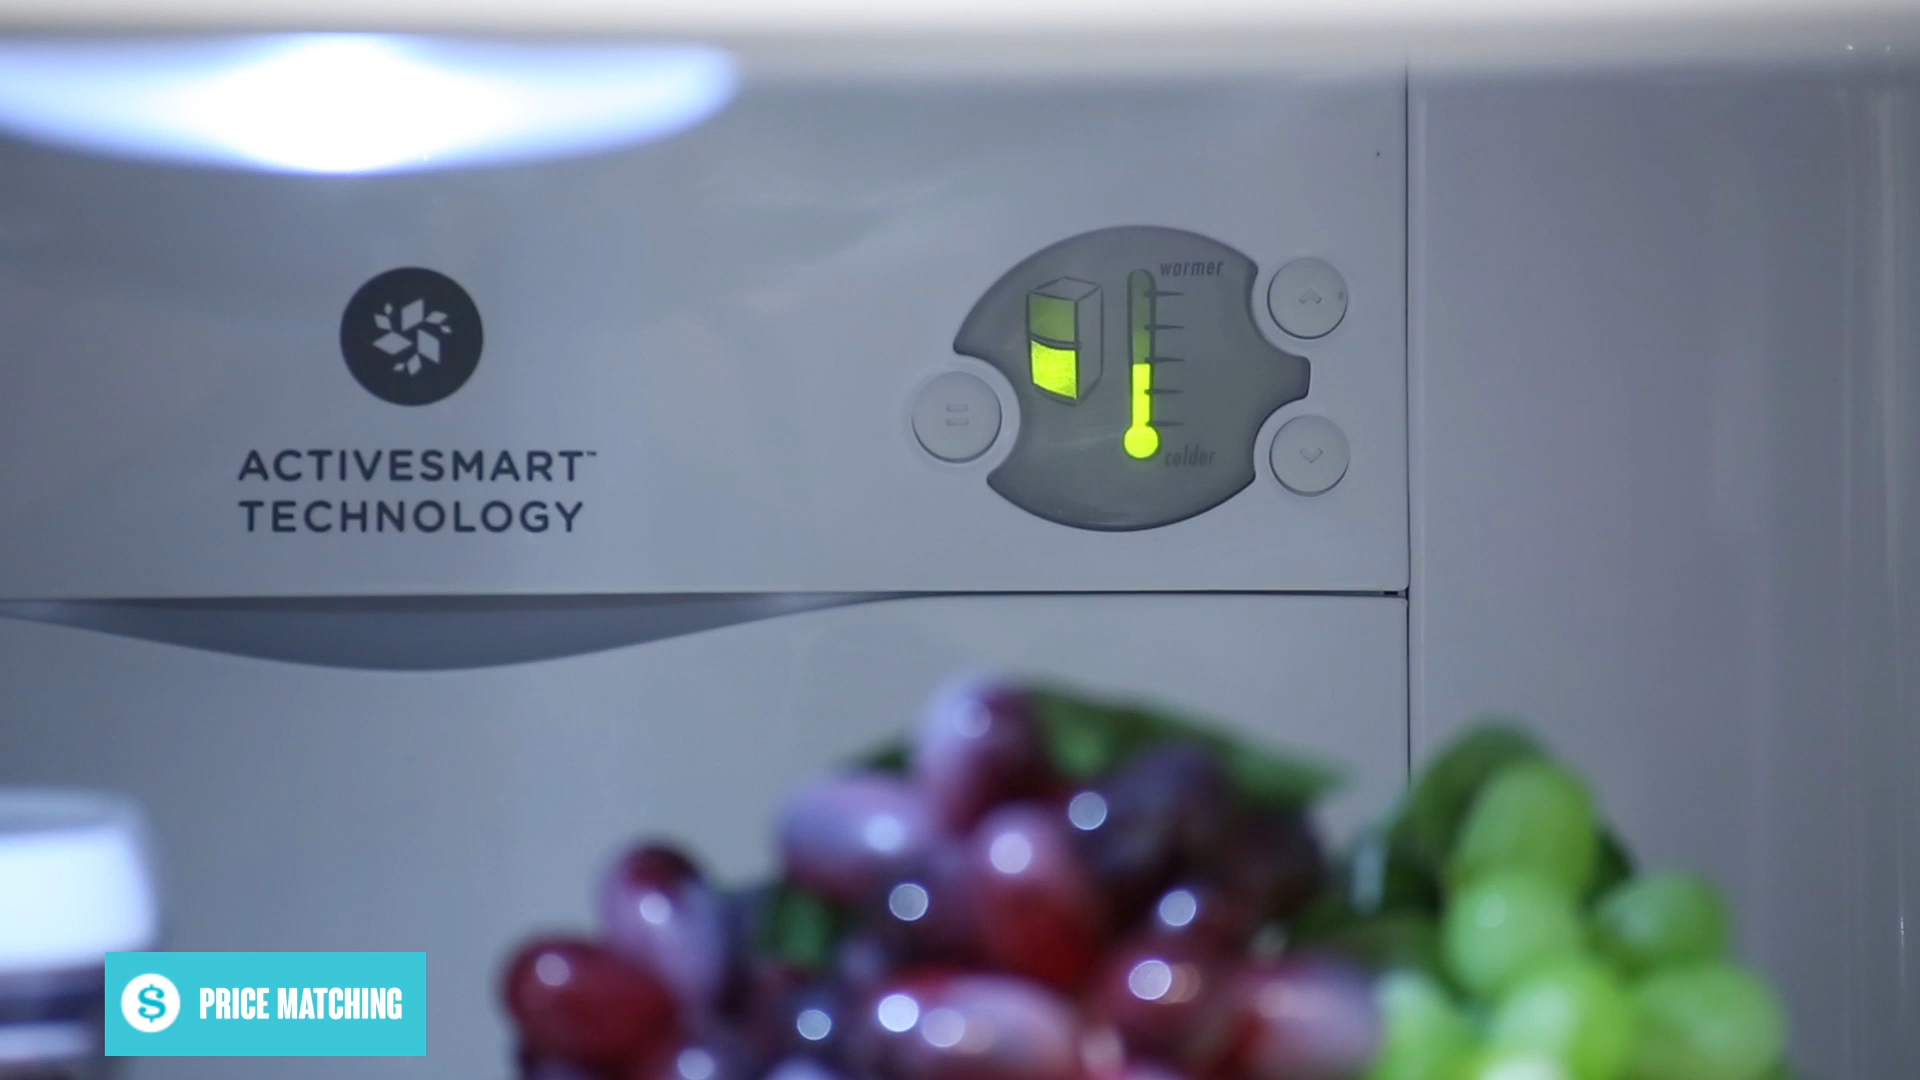 warmer
colder
ACTIVESMART™
TECHNOLOGY
$ PRICE MATCHING